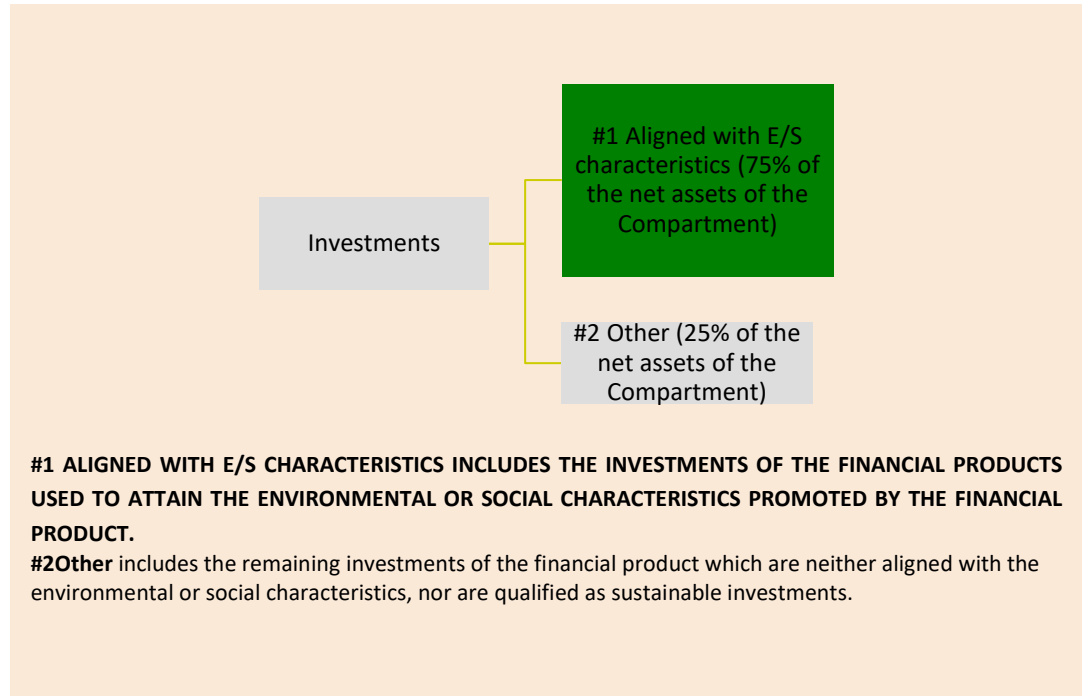 #1 Aligned with E/S
characteristics (75% of
the net assets of the
Compartment)
Investments
#2 Other (25% of the
net assets of the
Compartment)
#1 ALIGNED WITH E/S CHARACTERISTICS INCLUDES THE INVESTMENTS OF THE FINANCIAL PRODUCTS
USED TO ATTAIN THE ENVIRONMENTAL OR SOCIAL CHARACTERISTICS PROMOTED BY THE FINANCIAL
PRODUCT.
#2Other includes the remaining investments of the financial product which are neither aligned with the
environmental or social characteristics, nor are qualified as sustainable investments.